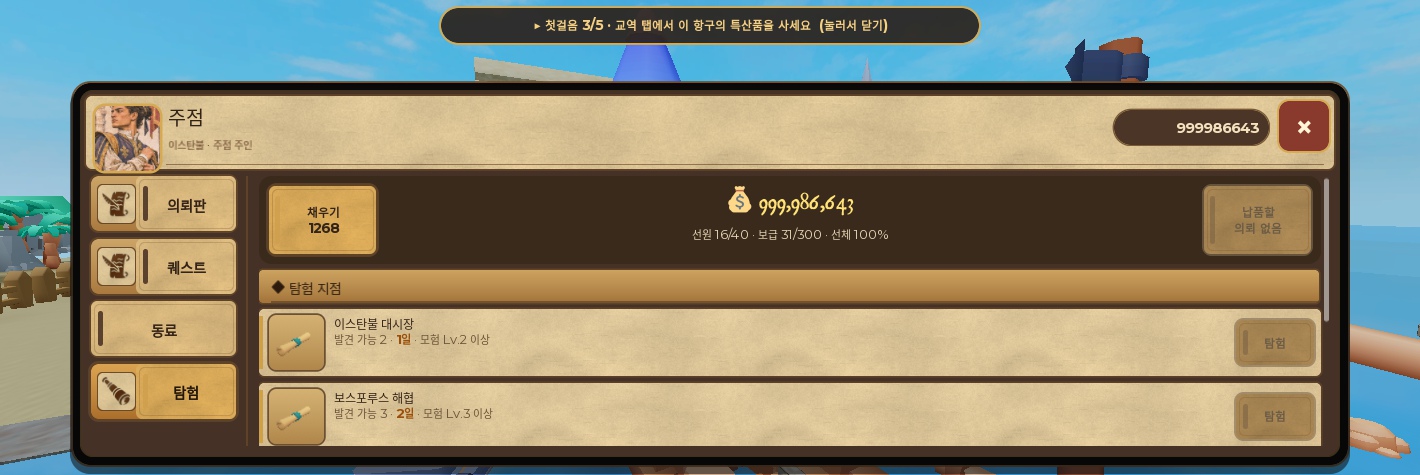 ▸ 첫걸음 3/5 · 교역 탭에서 이 항구의 특산품을 사세요 (눌러서 닫기)
주점
이스탄불 · 주점 주인
999986643
의뢰판
퀘스트
동료
탐험
채우기
1268
999,986,643
선원 16/40 · 보급 31/300 · 선체 100%
납품할
의뢰 없음
◆ 탐험 지점
이스탄불 대시장
발견 가능 2 · 1일 · 모험 Lv.2 이상
탐험
보스포루스 해협
발견 가능 3 · 2일 · 모험 Lv.3 이상
탐험